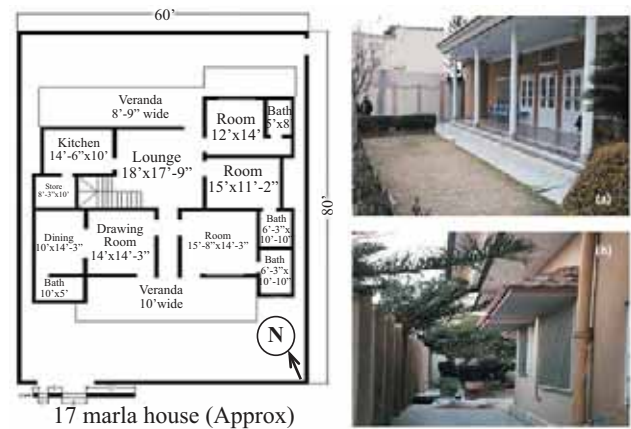 60'
Veranda
8'-9" wide
Room
12'x14'
Bath
5'x8'
Kitchen
14'-6"x10'
Lounge
18'x17'-9"
Room
15'x11'-2"
Store
8'-3"x10'
80'
Dining
10'x14'-3"
Drawing
Room
14'x14'-3"
Room
15'-8"x14'-3"
Bath
6'-3"x
10'-10"
Bath
6'-3"x
10'-10"
Bath
10'x5'
Veranda
10'wide
N
17 marla house (Approx)
(a)
(b)